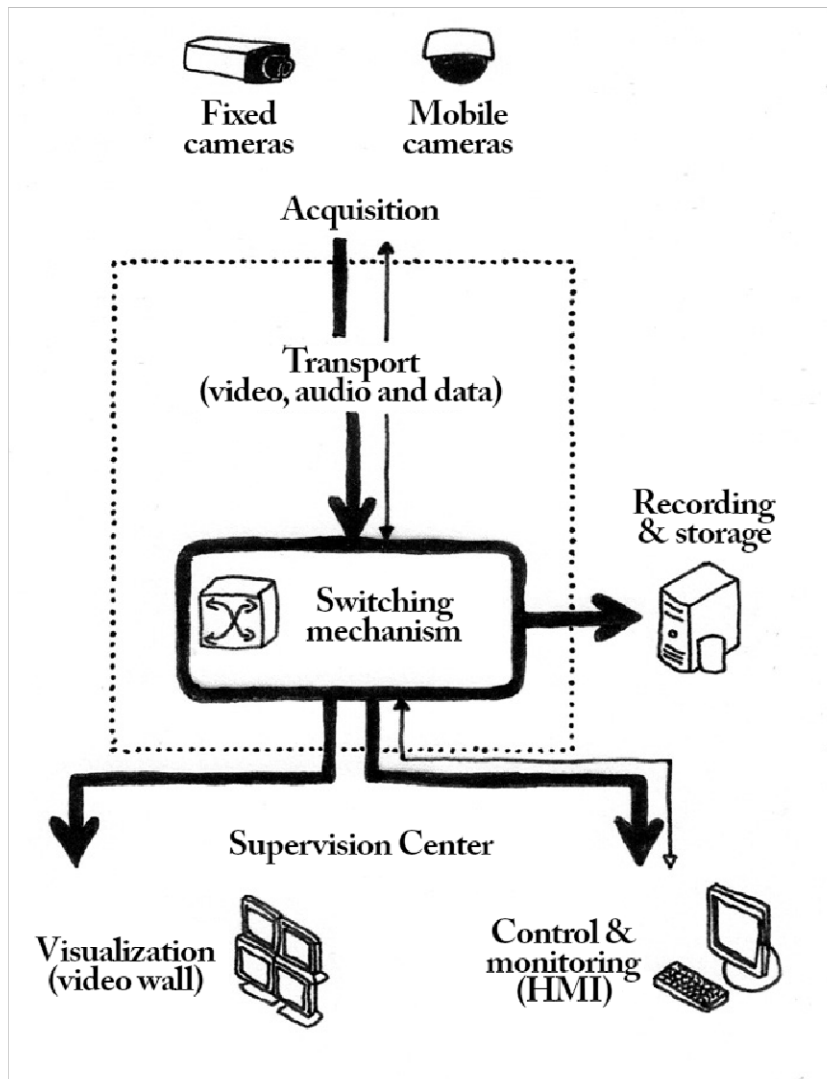 Fixed
cameras
Mobile
cameras
Acquisition
Transport
(video, audio and data)
Recording
& storage
Switching
mechanism
Supervision Center
Visualization
(video wall)
Control &
monitoring
(HMI)